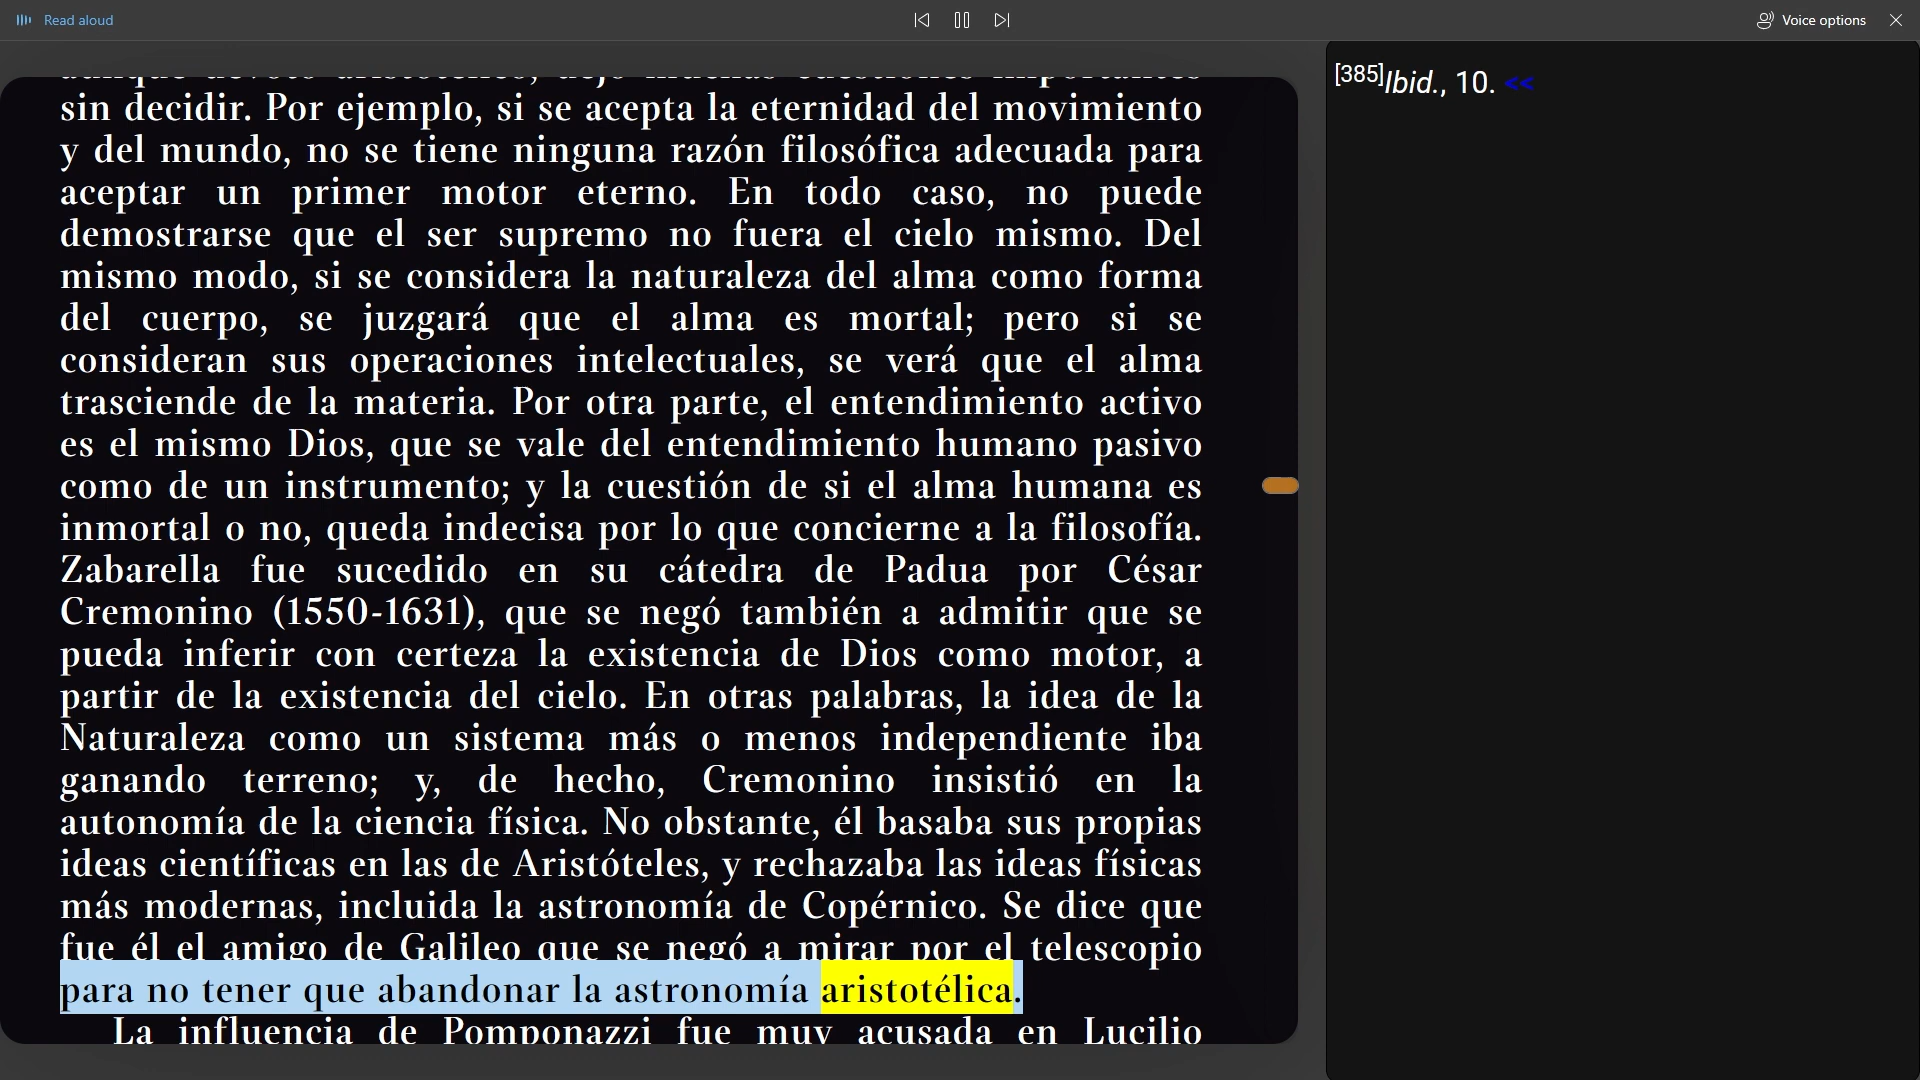 Read aloud
Voice options
aunque devoto aristotélico, dejó muchas cuestiones importantes
sin decidir. Por ejemplo, si se acepta la eternidad del movimiento
y del mundo, no se tiene ninguna razón filosófica adecuada para
aceptar un primer motor eterno. En todo caso, no puede
demostrarse que el ser supremo no fuera el cielo mismo. Del
mismo modo, si se considera la naturaleza del alma como forma
del cuerpo, se juzgará que el alma es mortal; pero si se
consideran sus operaciones intelectuales, se verá que el alma
trasciende de la materia. Por otra parte, el entendimiento activo
es el mismo Dios, que se vale del entendimiento humano pasivo
como de un instrumento; y la cuestión de si el alma humana es
inmortal o no, queda indecisa por lo que concierne a la filosofía.
Zabarella fue sucedido en su cátedra de Padua por César
Cremonino (1550-1631), que se negó también a admitir que se
pueda inferir con certeza la existencia de Dios como motor, a
partir de la existencia del cielo. En otras palabras, la idea de la
Naturaleza como un sistema más o menos independiente iba
ganando terreno; y, de hecho, Cremonino insistió en la
autonomía de la ciencia física. No obstante, él basaba sus propias
ideas científicas en las de Aristóteles, y rechazaba las ideas físicas
más modernas, incluida la astronomía de Copérnico. Se dice que
fue él el amigo de Galileo que se negó a mirar por el telescopio
para no tener que abandonar la astronomía aristotélica.
La influencia de Pomponazzi fue muy acusada en Lucilio
[385]Ibid., 10. <<